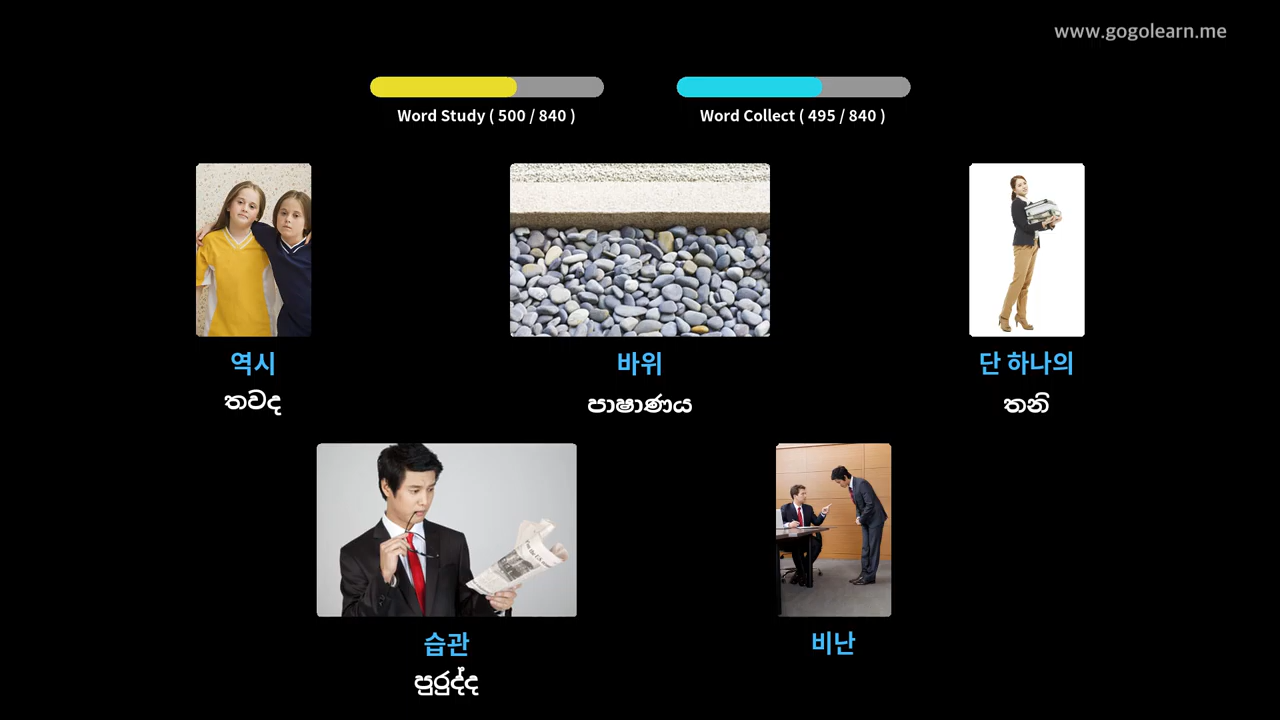 www.gogolearn.me
Word Study ( 500 / 840 )
Word Collect ( 495 / 840 )
역시
තවද
바위
පාෂාණය
단 하나의
තනි
습관
පුරුද්ද
비난